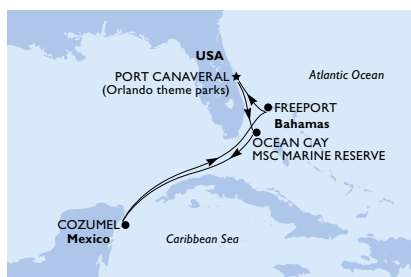 USA
PORT CANAVERAL
(Orlando theme parks)
Atlantic Ocean
FREEPORT
Bahamas
OCEAN CAY
MSC MARINE RESERVE
COZUMEL
Mexico
Caribbean Sea